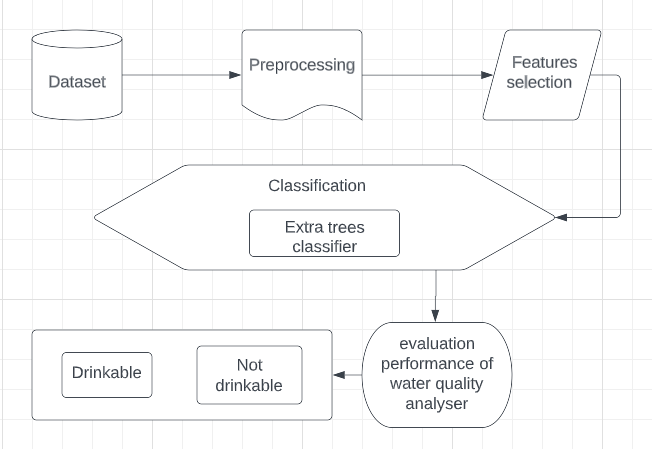 Dataset
Preprocessing
Features
selection
Classification
Extra trees
classifier
evaluation
performance of
water quality
analyser
Drinkable
Not
drinkable